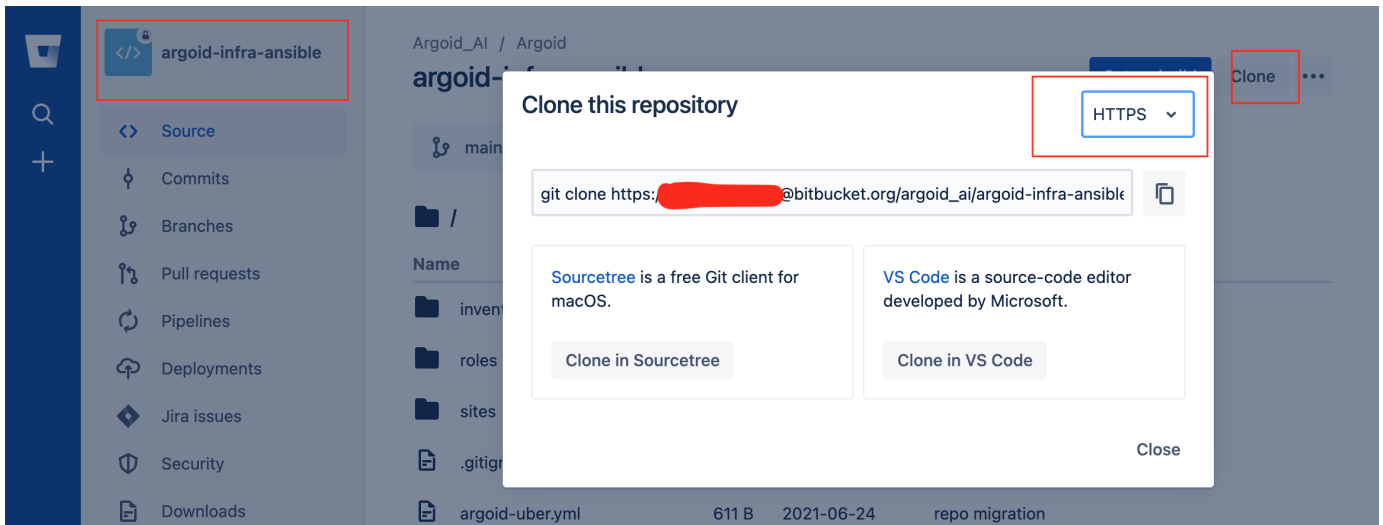 </> argoid-infra-ansible
Source
Commits
Branches
Pull requests
Pipelines
Deployments
Jira issues
Security
Downloads
Argoid_AI / Argoid
argoid-
Clone
main
/
Name
inven
roles
sites
.gitigr
argoid-uber.yml 611 B 2021-06-24 repo migration
Clone this repository
HTTPS
git clone https:/ @bitbucket.org/argoid_ai/argoid-infra-ansible
Sourcetree is a free Git client for
macOS.
Clone in Sourcetree
VS Code is a source-code editor
developed by Microsoft.
Clone in VS Code
Close